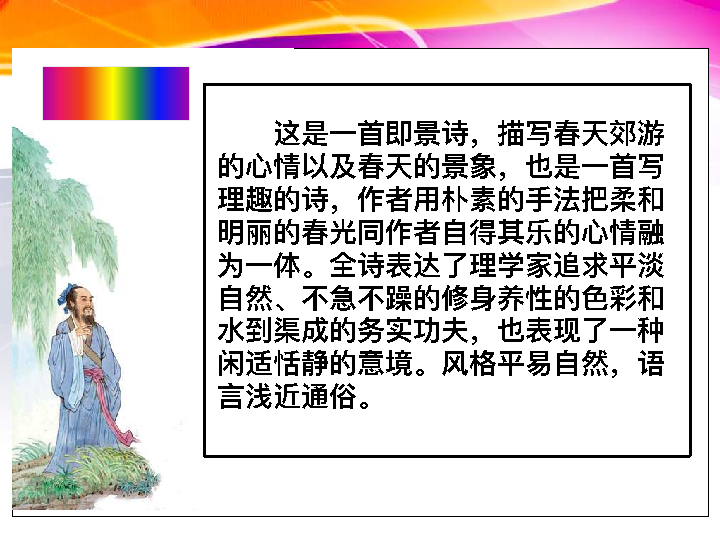 这是一首即景诗，描写春天郊游
的心情以及春天的景象，也是一首写
理趣的诗，作者用朴素的手法把柔和
明丽的春光同作者自得其乐的心情融
为一体。全诗表达了理学家追求平淡
自然、不急不躁的修身养性的色彩和
水到渠成的务实功夫，也表现了一种
闲适恬静的意境。风格平易自然，语
言浅近通俗。